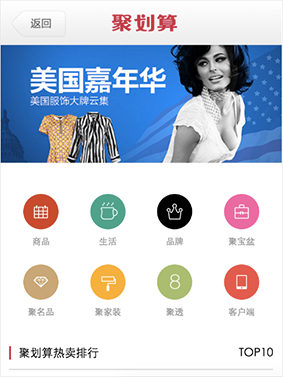 返回
聚划算
美国嘉年华
美国服饰大牌云集
商品 生活 品牌 聚宝盆
聚名品 聚家装 聚透 客户端
聚划算热卖排行 TOP10